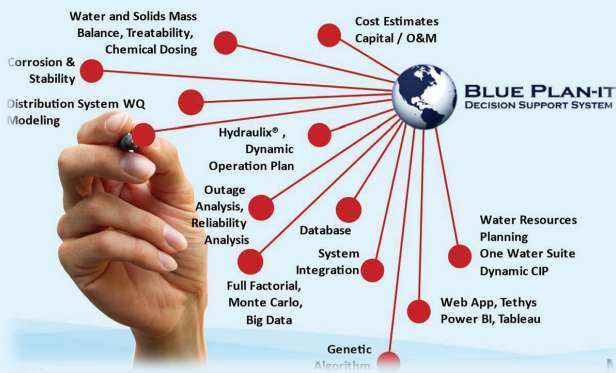 Water and Solids Mass
Balance, Treatability,
Chemical Dosing
Cost Estimates
Capital / O&M
Corrosion &
Stability
BLUE PLAN-IT
DECISION SUPPORT SYSTEM
Distribution System WQ
Modeling
Hydraulix® ,
Dynamic
Operation Plan
Outage
Analysis,
Reliability
Analysis
Database
Water Resources
Planning
One Water Suite
Dynamic CIP
System
Integration
Full Factorial,
Monte Carlo,
Big Data
Web App, Tethys
Power BI, Tableau
Genetic
Algorithm